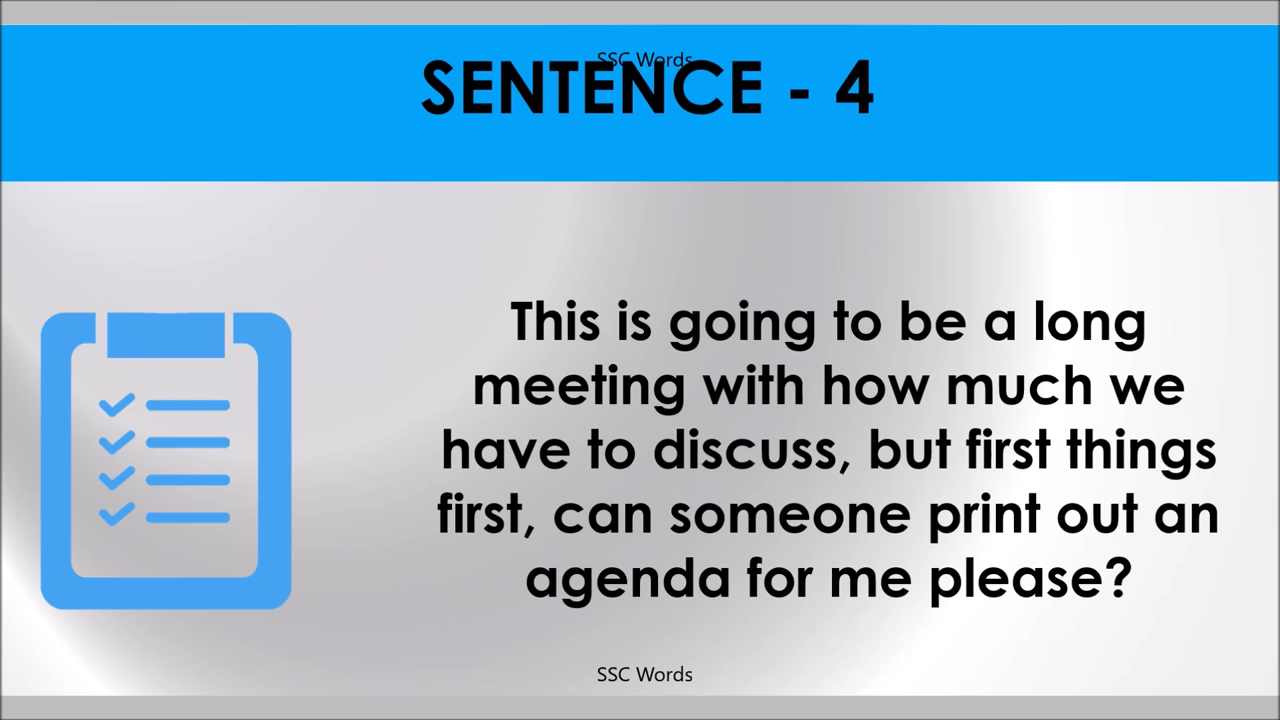 SSC Words
SENTENCE - 4
This is going to be a long
meeting with how much we
have to discuss, but first things
first, can someone print out an
agenda for me please?
SSC Words